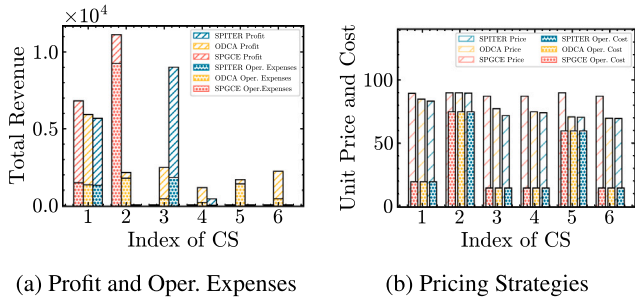 ×10⁴
Total Revenue
1.0
0.5
0.0
SPITER Profit
ODCA Profit
SPGCE Profit
SPITER Oper. Expenses
ODCA Oper. Expenses
SPGCE Oper.Expenses
1 2 3 4 5 6
Index of CS
(a) Profit and Oper. Expenses
Unit Price and Cost
100
50
0
SPITER Price
ODCA Price
SPGCE Price
SPITER Oper. Cost
ODCA Oper. Cost
SPGCE Oper. Cost
1 2 3 4 5 6
Index of CS
(b) Pricing Strategies